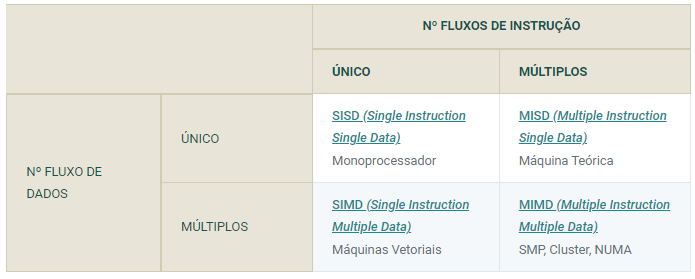 Nº FLUXOS DE INSTRUÇÃO
ÚNICO
MÚLTIPLOS
Nº FLUXO DE
DADOS
ÚNICO
SISD (Single Instruction
Single Data)
Monoprocessador
MISD (Multiple Instruction
Single Data)
Máquina Teórica
MÚLTIPLOS
SIMD (Single Instruction
Multiple Data)
Máquinas Vetoriais
MIMD (Multiple Instruction
Multiple Data)
SMP, Cluster, NUMA